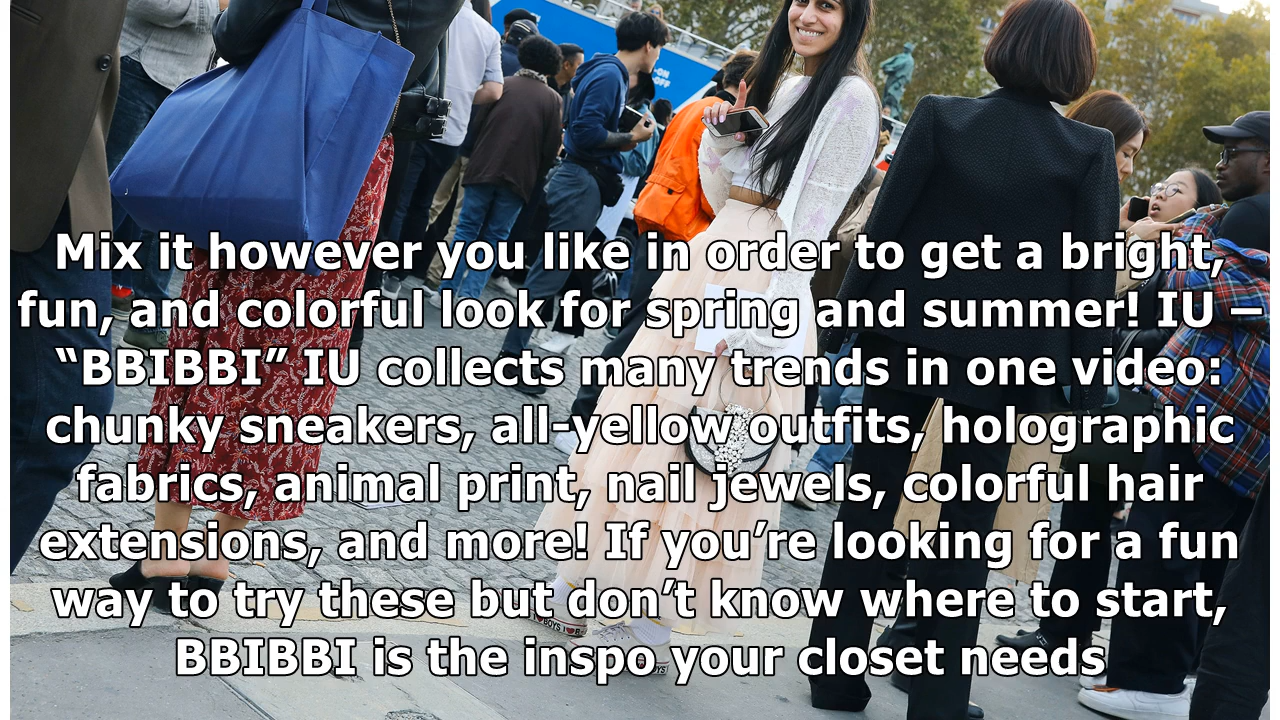 -ON
OFF
Mix it however you like in order to get a bright,
fun, and colorful look for spring and summer! IU –
“BBIBBI” IU collects many trends in one video:
chunky sneakers, all-yellow outfits, holographic
fabrics, animal print, nail jewels, colorful hair
extensions, and more! If you’re looking for a fun
way to try these but don’t know where to start,
BBIBBI is the inspo your closet needs